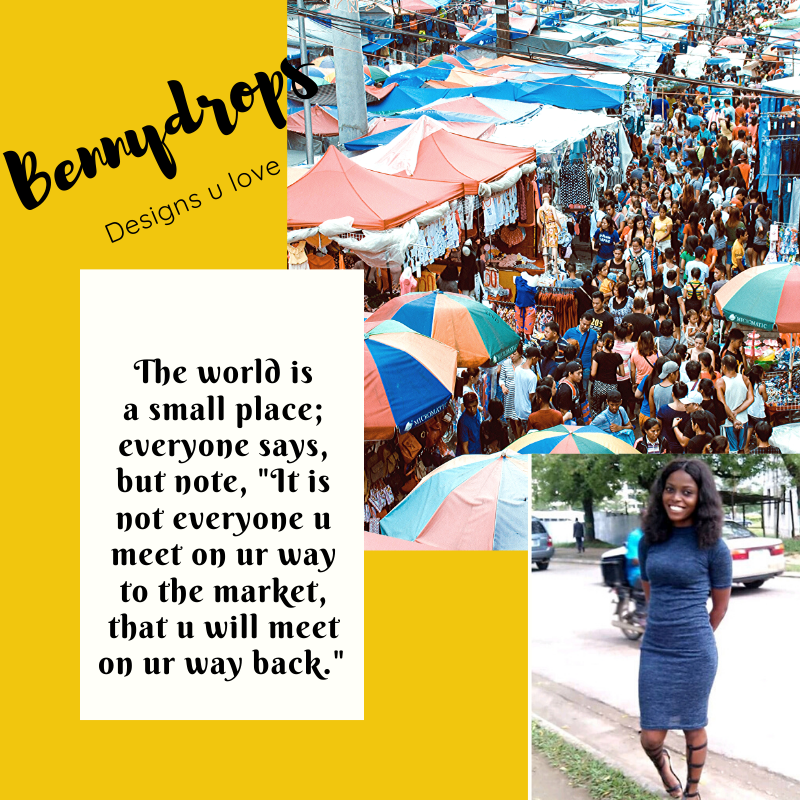 Bennydrops
Designs u love
The world is
a small place;
everyone says,
but note, "It is
not everyone u
meet on ur way
to the market,
that u will meet
on ur way back."